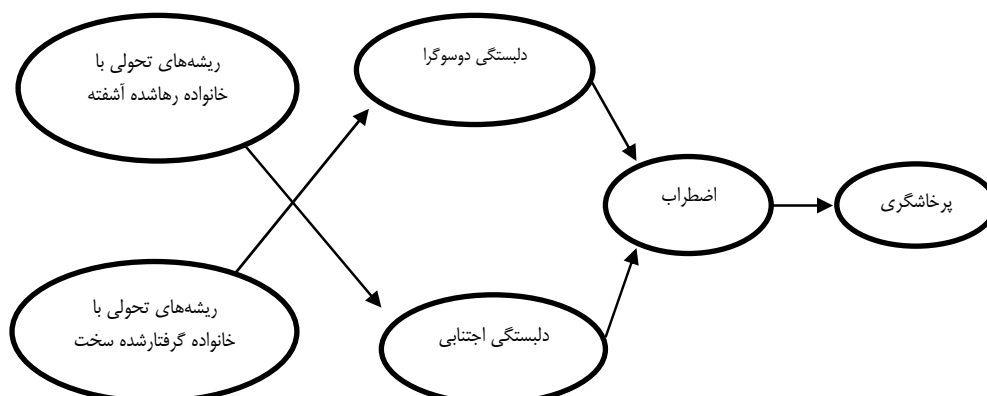 ریشه‌های تحولی با
خانواده رهاشده آشفته
دلبستگی دوسوگرا
اضطراب
پرخاشگری
ریشه‌های تحولی با
خانواده گرفتارشده سخت
دلبستگی اجتنابی